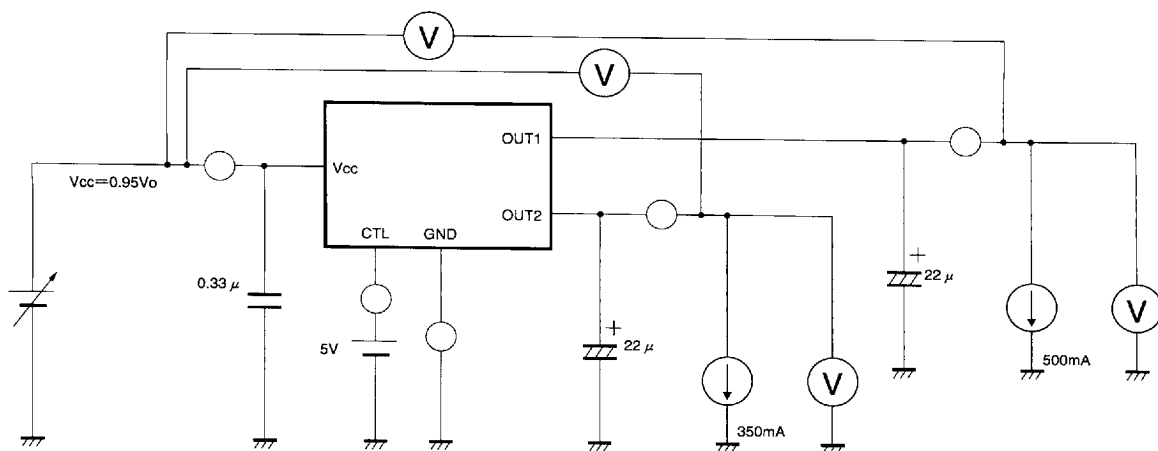 V
V
OUT1
Vcc
Vcc=0.95Vo
OUT2
CTL
GND
+
22 μ
0.33 μ
+
22 μ
V
5V
V
500mA
350mA